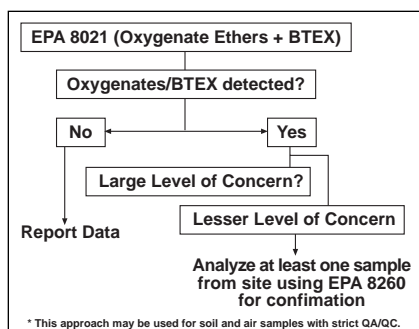 EPA 8021 (Oxygenate Ethers + BTEX)
Oxygenates/BTEX detected?
No
Yes
Large Level of Concern?
Lesser Level of Concern
Report Data
Analyze at least one sample
from site using EPA 8260
for confimation
* This approach may be used for soil and air samples with strict QA/QC.